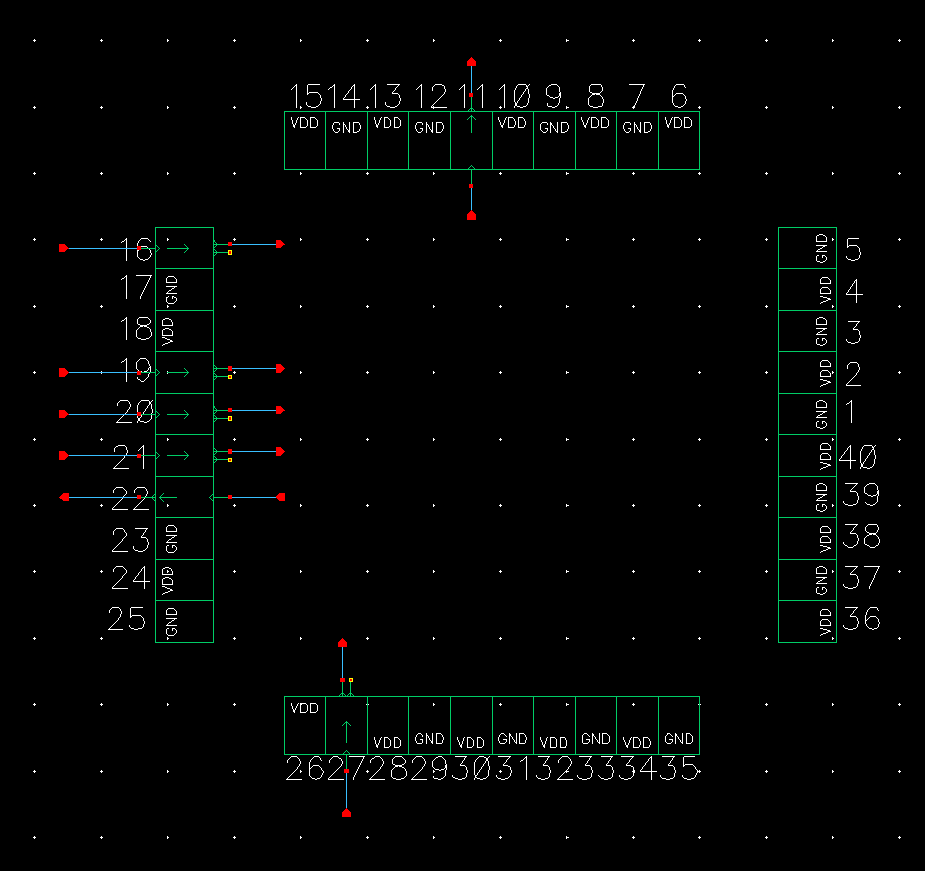 15 14 13 12 11 10 9 8 7 6
VDD GND VDD GND VDD GND VDD GND VDD
16
17 GND
18 VDD
19
20
21
22
23 GND
24 VDD
25 GND
GND 5
VDD 4
GND 3
VDD 2
GND 1
VDD 40
GND 39
VDD 38
GND 37
VDD 36
VDD VDD GND VDD GND VDD GND VDD GND
26 27 28 29 30 31 32 33 34 35